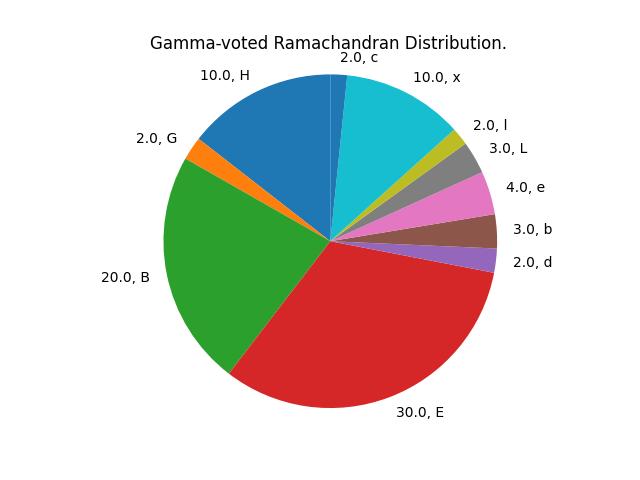 Gamma-voted Ramachandran Distribution.
2.0, c
10.0, H
10.0, x
2.0, l
2.0, G
3.0, L
4.0, e
3.0, b
2.0, d
20.0, B
30.0, E